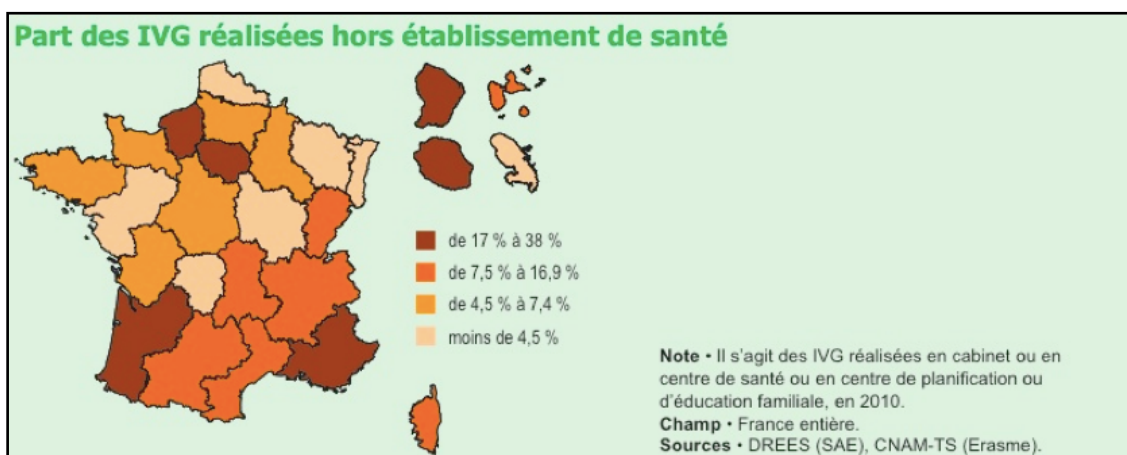 Part des IVG réalisées hors établissement de santé
de 17 % à 38 %
de 7,5 % à 16,9 %
de 4,5 % à 7,4 %
moins de 4,5 %
Note • Il s’agit des IVG réalisées en cabinet ou en
centre de santé ou en centre de planification ou
d’éducation familiale, en 2010.
Champ • France entière.
Sources • DREES (SAE), CNAM-TS (Erasme).